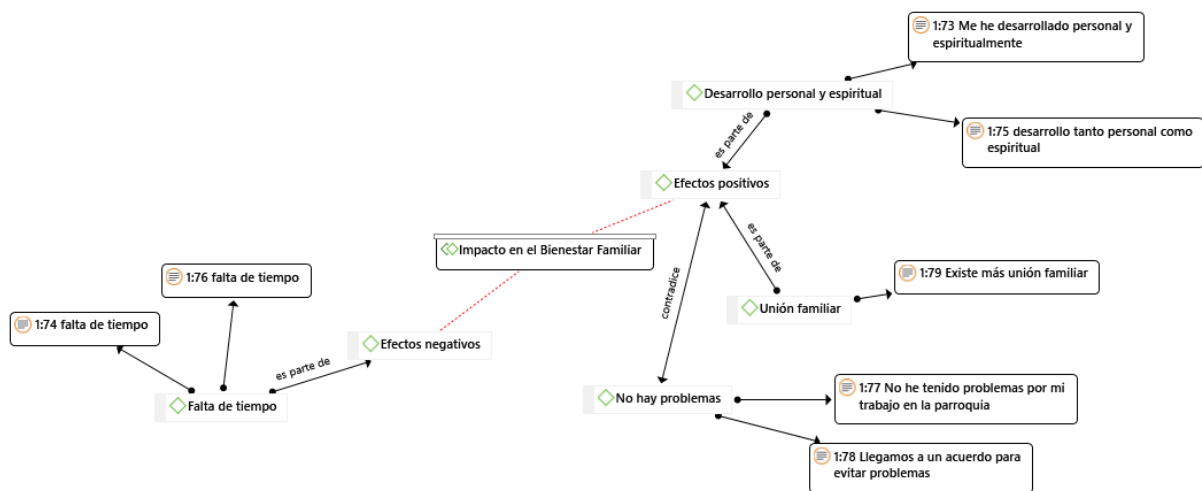 1:73 Me he desarrollado personal y
espiritualmente
Desarrollo personal y espiritual
1:75 desarrollo tanto personal como
espiritual
es parte de
Efectos positivos
Impacto en el Bienestar Familiar
1:76 falta de tiempo
es parte de
1:79 Existe más unión familiar
contradice
Unión familiar
1:74 falta de tiempo
Efectos negativos
es parte de
Falta de tiempo
No hay problemas
1:77 No he tenido problemas por mi
trabajo en la parroquia
1:78 Llegamos a un acuerdo para
evitar problemas